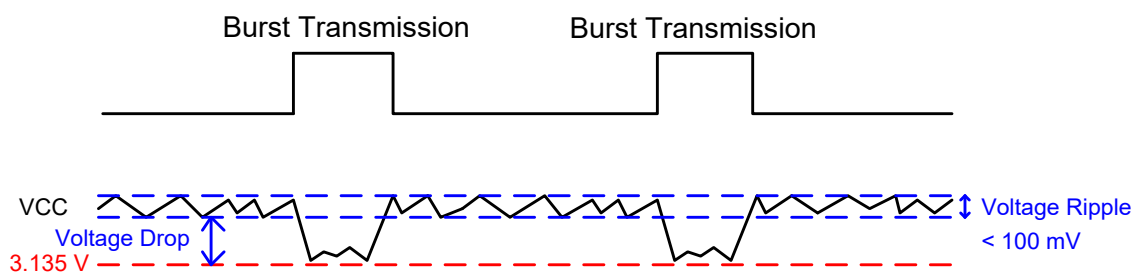 Burst Transmission
Burst Transmission
VCC
Voltage Ripple
Voltage Drop
< 100 mV
3.135 V